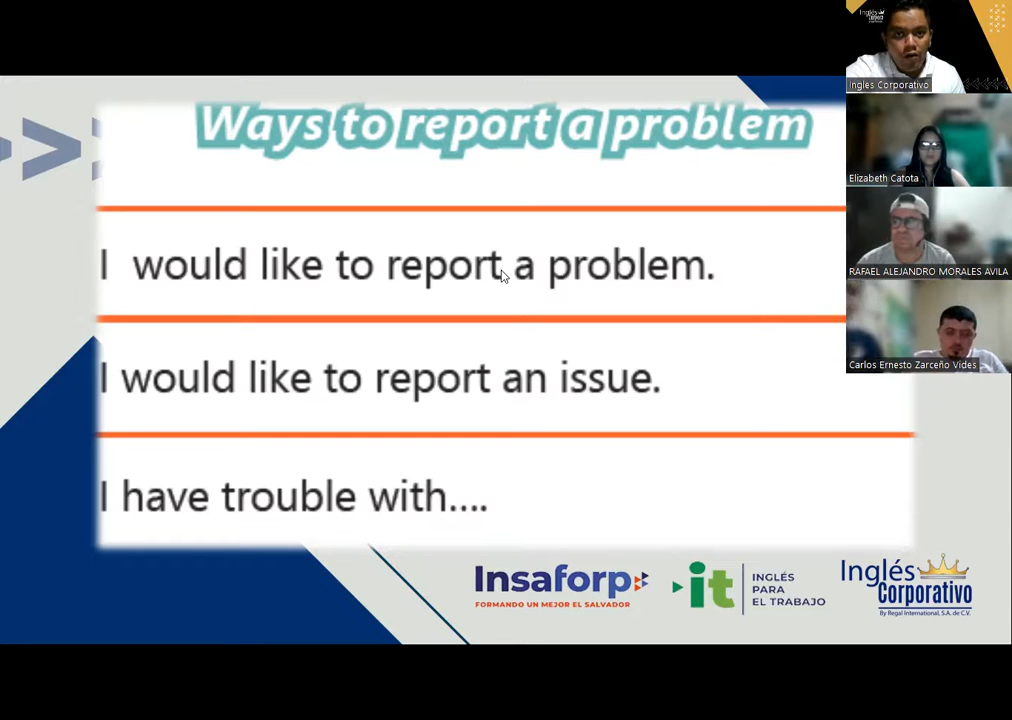 Ways to report a problem
I would like to report a problem.
I would like to report an issue.
I have trouble with....
Insaforp
FORMANDO UN MEJOR EL SALVADOR
it
INGLÉS
PARA
EL TRABAJO
Inglés
Corporativo
By Regal International, S.A. de C.V.
Inglés Corporativo
Elizabeth Catota
RAFAEL ALEJANDRO MORALES AVILA
Carlos Ernesto Zarceño Vides